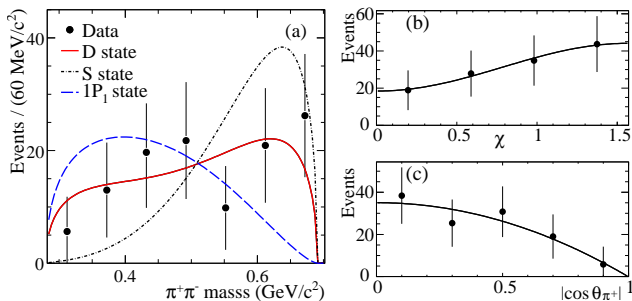 (a)
Data
D state
S state
1P1 state
Events / (60 MeV/c²)
0
20
40
0.4
0.6
π⁺π⁻ masss (GeV/c²)
(b)
Events
0
20
40
60
0
0.5
1
1.5
χ
(c)
Events
0
20
40
0
0.5
1
|cos θπ⁺|